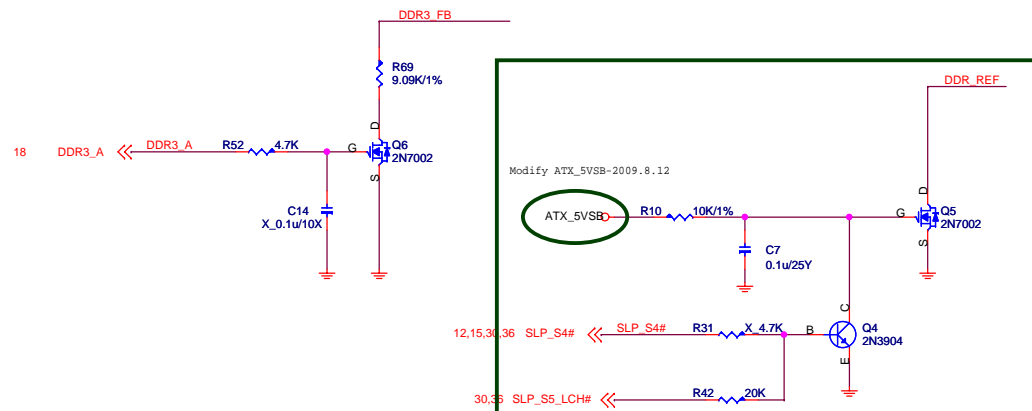 DDR3_FB
R69
9.09K/1%
DDR_REF
D
18 DDR3_A DDR3_A R52 4.7K G Q6
2N7002
S
Modify ATX_5VSB-2009.8.12
C14
X_0.1u/10X
D
ATX_5VSB R10 10K/1% G Q5
2N7002
S
C7
0.1u/25Y
C
12,15,30,36 SLP_S4# SLP_S4# R31 X_4.7K B Q4
2N3904
E
30,36 SLP_S5_LCH# R42 20K